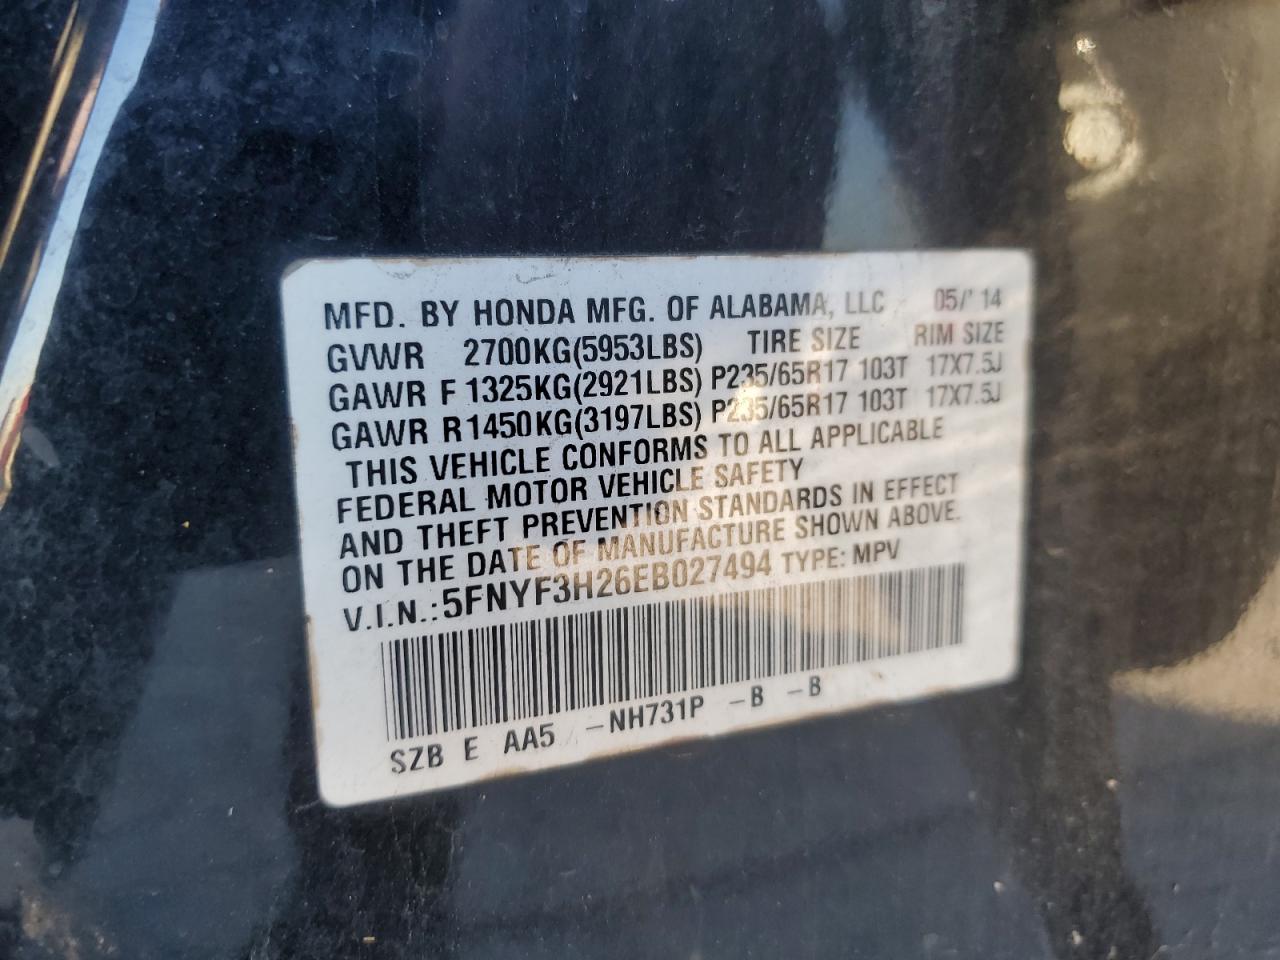 MFD. BY HONDA MFG. OF ALABAMA, LLC 05/' 14
GVWR 2700KG(5953LBS) TIRE SIZE RIM SIZE
GAWR F 1325KG(2921LBS) P235/65R17 103T 17X7.5J
GAWR R1450KG(3197LBS) P235/65R17 103T 17X7.5J
THIS VEHICLE CONFORMS TO ALL APPLICABLE
FEDERAL MOTOR VEHICLE SAFETY
AND THEFT PREVENTION STANDARDS IN EFFECT
ON THE DATE OF MANUFACTURE SHOWN ABOVE.
V.I.N.:5FNYF3H26EB027494 TYPE: MPV
SZB E AA5 -NH731P -B -B